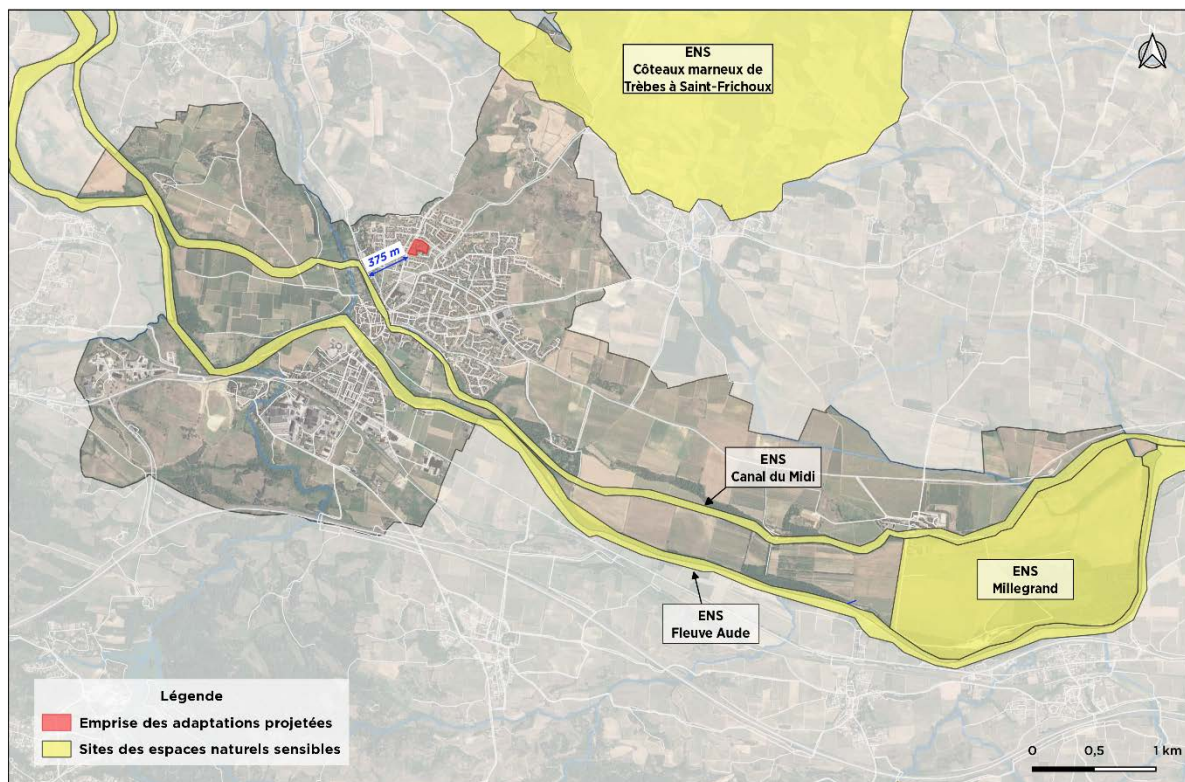 ENS
Côteaux marneux de
Trèbes à Saint-Frichoux
375 m
ENS
Canal du Midi
ENS
Millegrand
ENS
Fleuve Aude
Légende
Emprise des adaptations projetées
Sites des espaces naturels sensibles
0 0,5 1 km